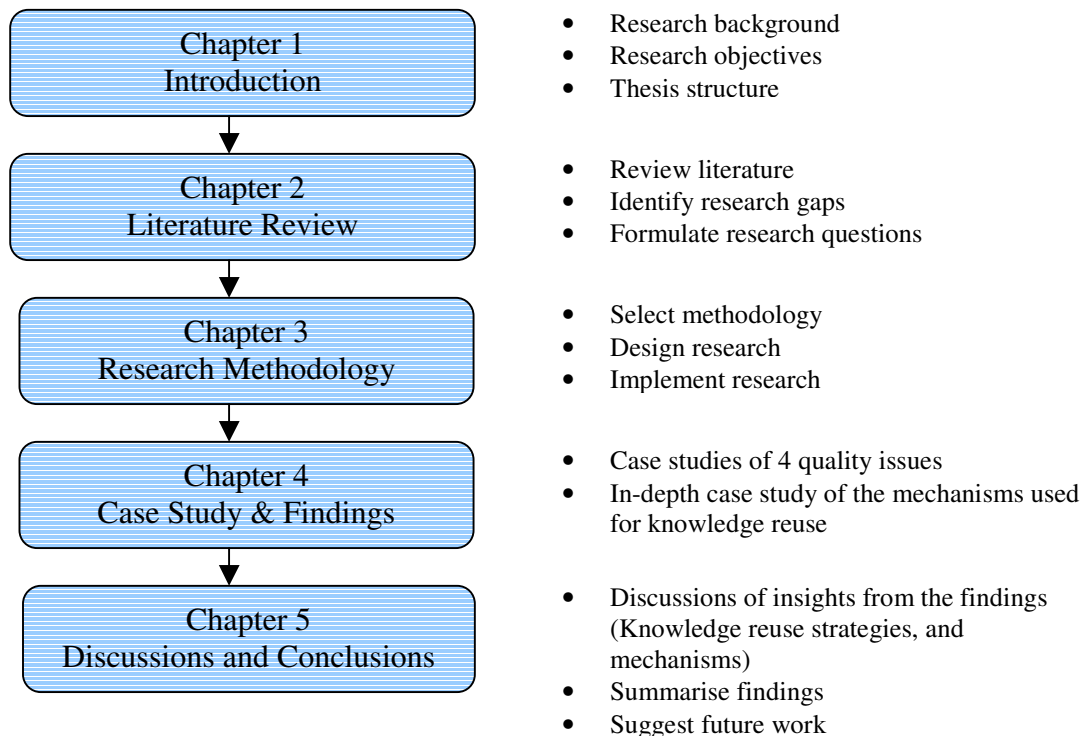 Chapter 1
Introduction
• Research background
• Research objectives
• Thesis structure
Chapter 2
Literature Review
• Review literature
• Identify research gaps
• Formulate research questions
Chapter 3
Research Methodology
• Select methodology
• Design research
• Implement research
Chapter 4
Case Study & Findings
• Case studies of 4 quality issues
• In-depth case study of the mechanisms used
for knowledge reuse
Chapter 5
Discussions and Conclusions
• Discussions of insights from the findings
(Knowledge reuse strategies, and
mechanisms)
• Summarise findings
• Suggest future work